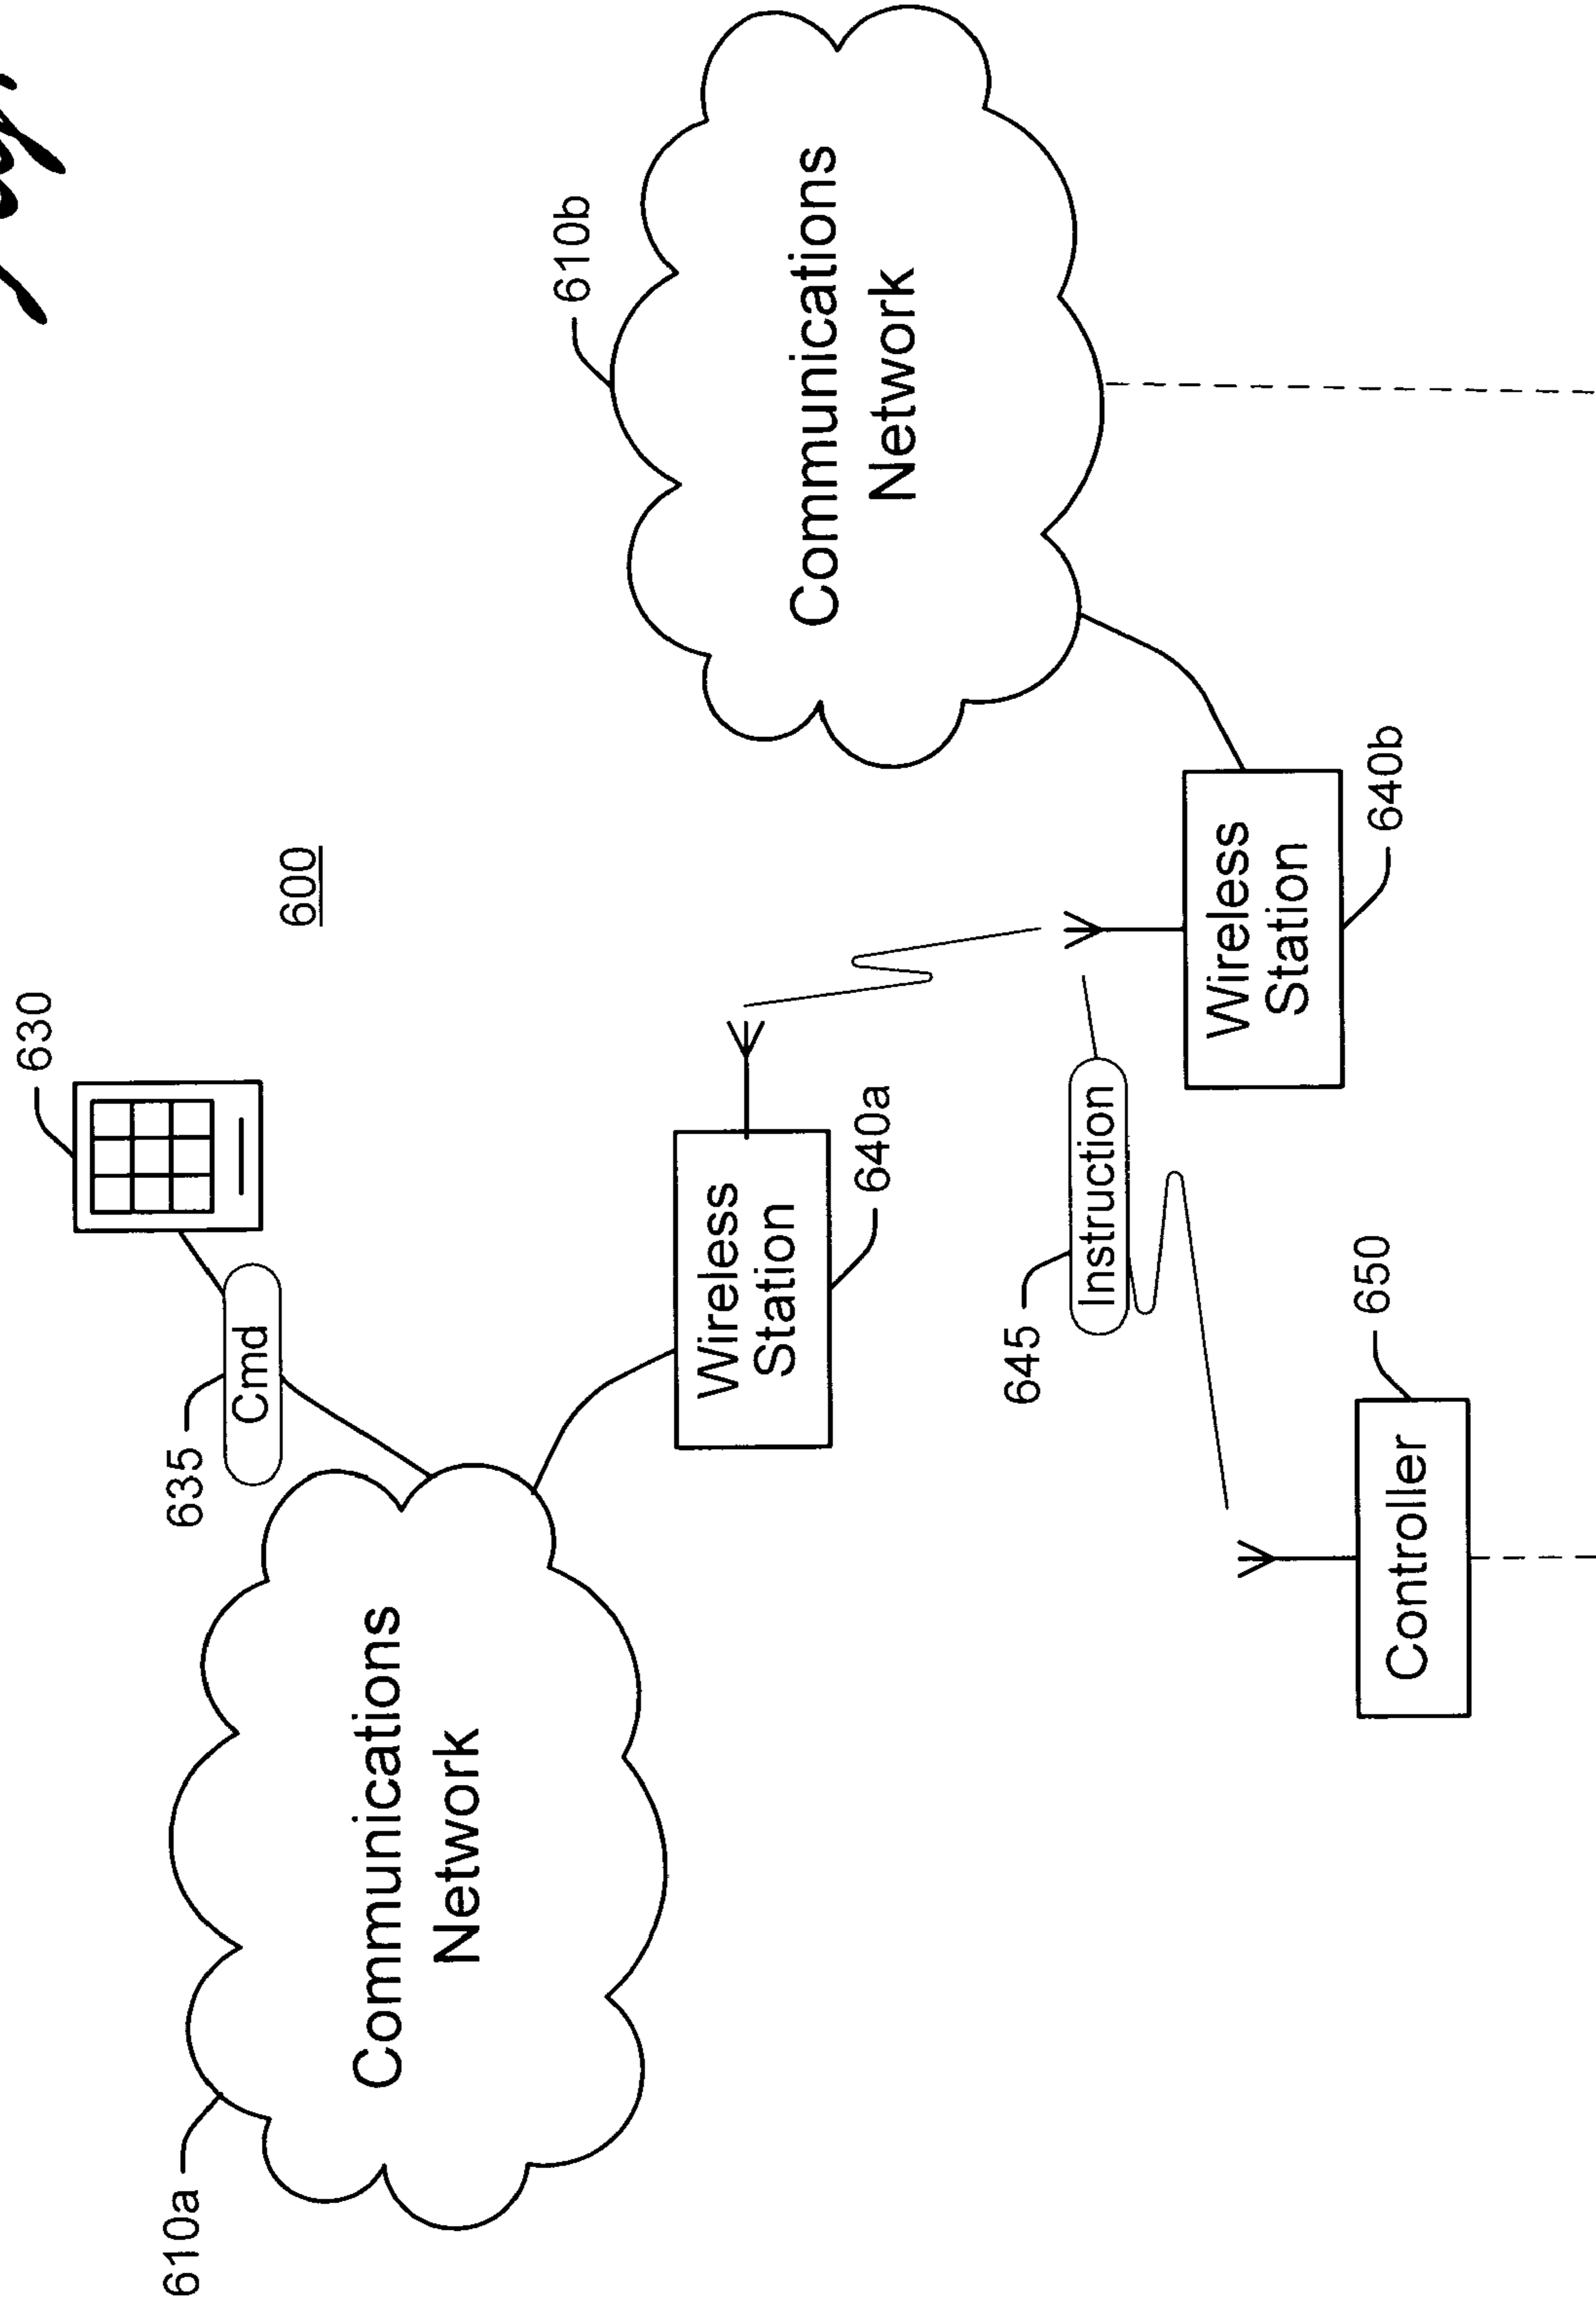 630
600
635
Cmd
610b
Communications
Network
610a
Communications
Network
Wireless
Station
640a
645
Instruction
Wireless
Station
640b
650
Controller